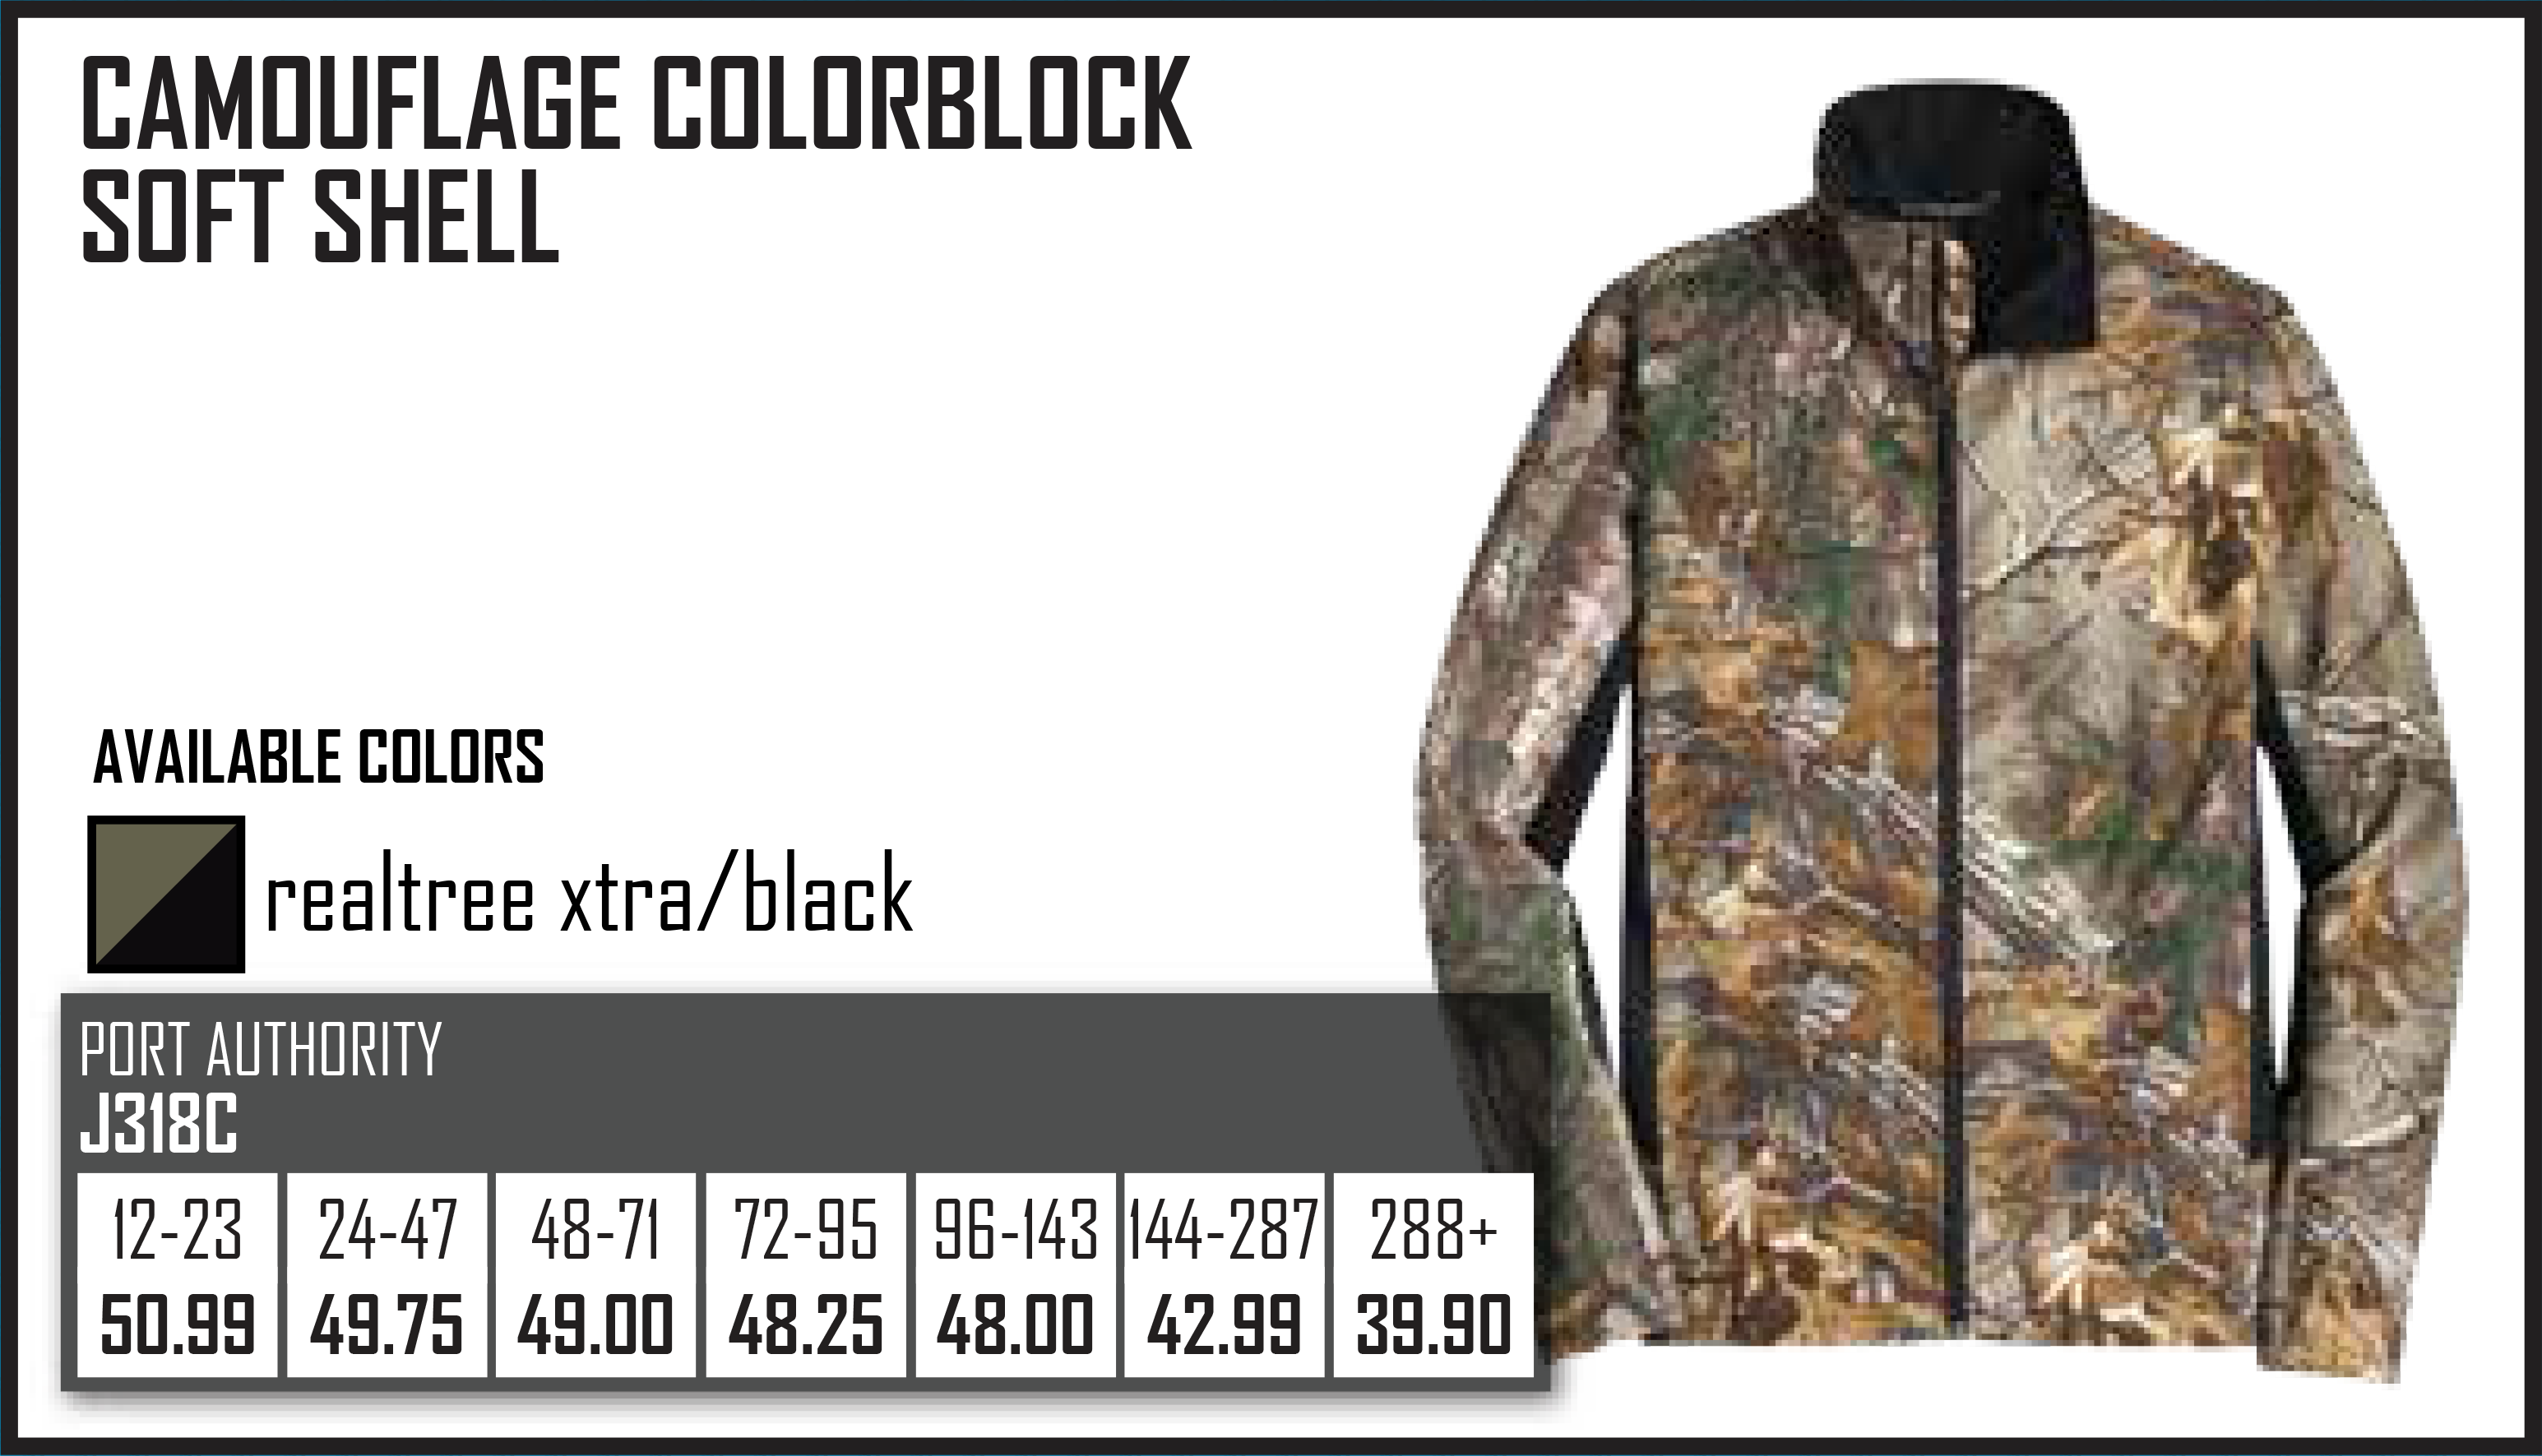 CAMOUFLAGE COLORBLOCK
SOFT SHELL
AVAILABLE COLORS
realtree xtra/black
PORT AUTHORITY
J318C
12-23 24-47 48-71 72-95 96-143 144-287 288+
50.99 49.75 49.00 48.25 48.00 42.99 39.90